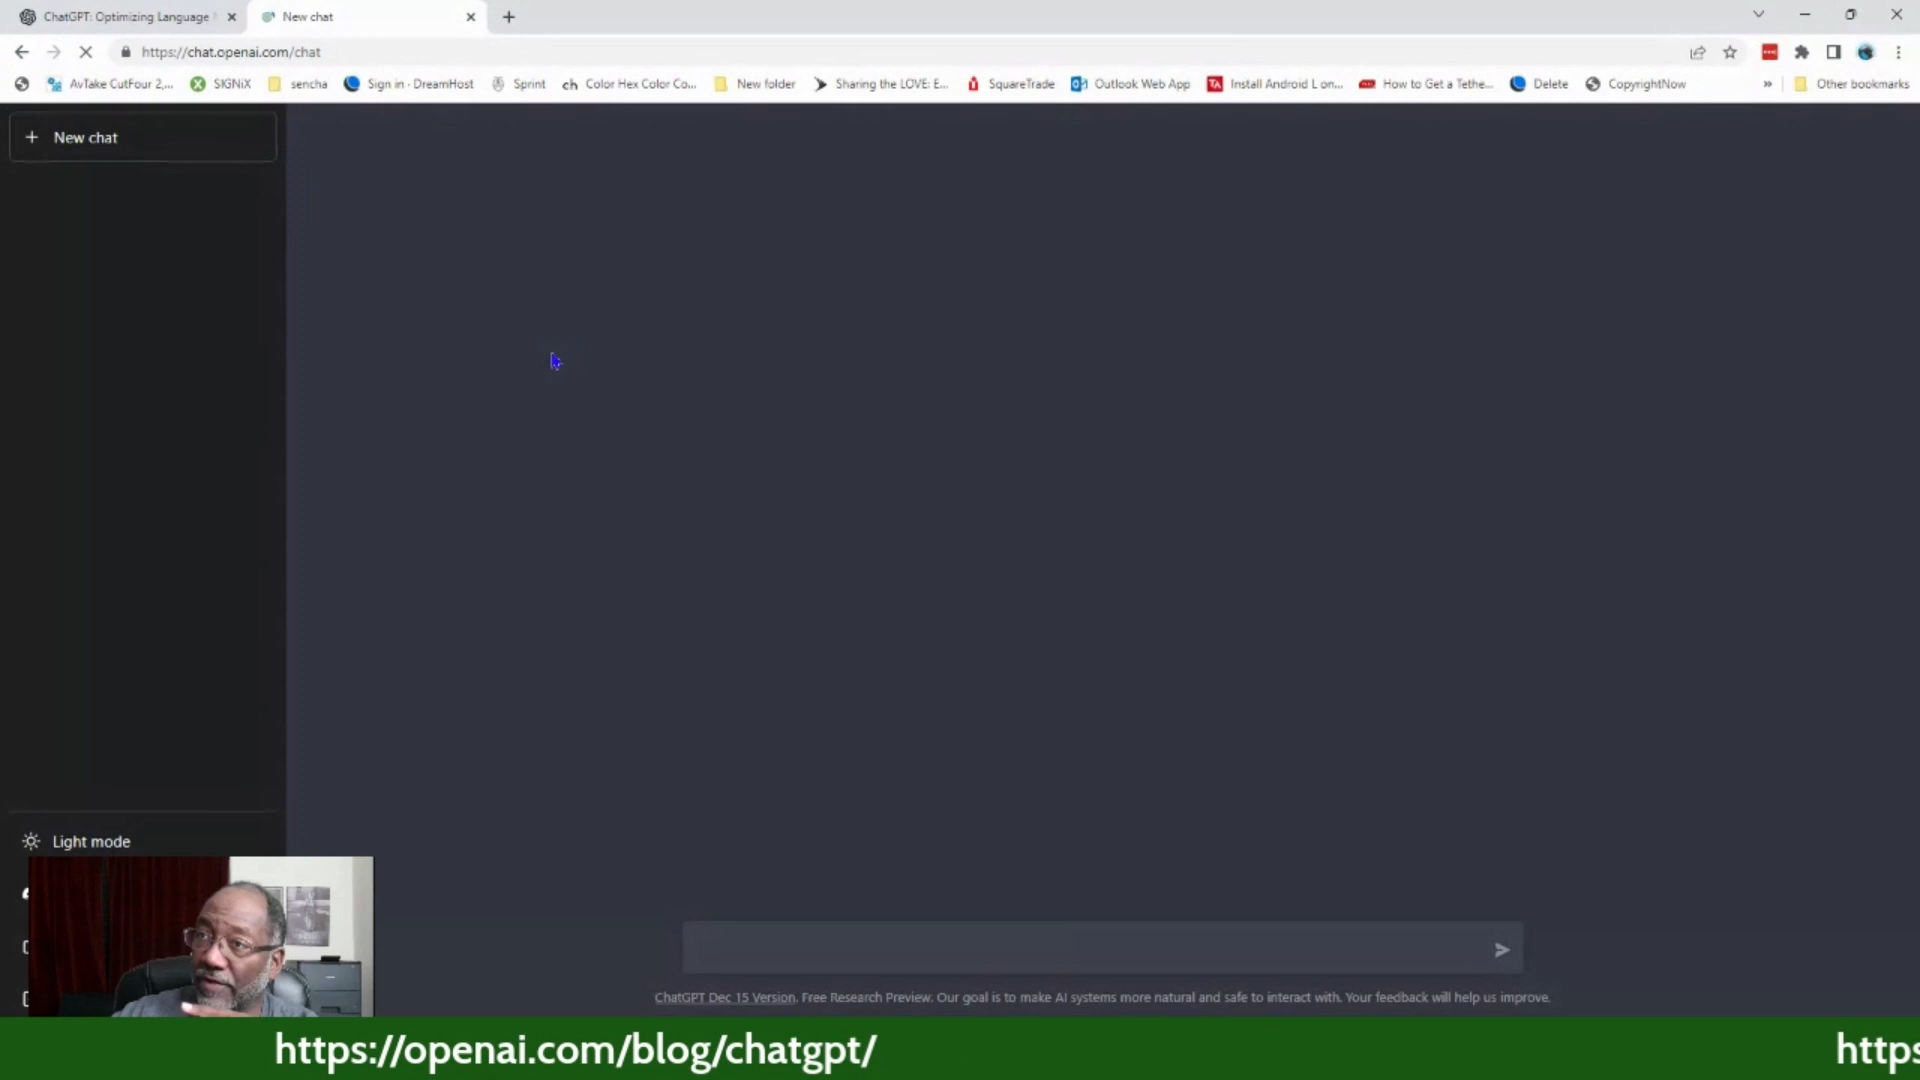 ChatGPT: Optimizing Language
New chat
https://chat.openai.com/chat
AvTake CutFour 2,...
SIGNiX
sencha
Sign in · DreamHost
Sprint
ch Color Hex Color Co...
New folder
Sharing the LOVE: E...
SquareTrade
Outlook Web App
TA Install Android L on...
How to Get a Tethe...
Delete
CopyrightNow
»
Other bookmarks
+ New chat
Light mode
ChatGPT Dec 15 Version. Free Research Preview. Our goal is to make AI systems more natural and safe to interact with. Your feedback will help us improve.
https://openai.com/blog/chatgpt/
https